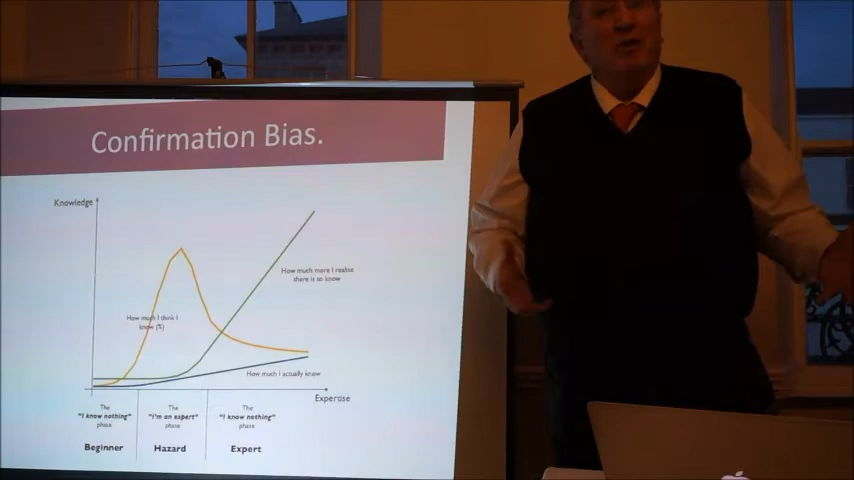 Confirmation Bias.
Knowledge
How much more I realise
there is to know
How much I think I
know (%)
How much I actually know
Expertise
The
"I know nothing"
phase
The
"I'm an expert"
phase
The
"I know nothing"
phase
Beginner
Hazard
Expert